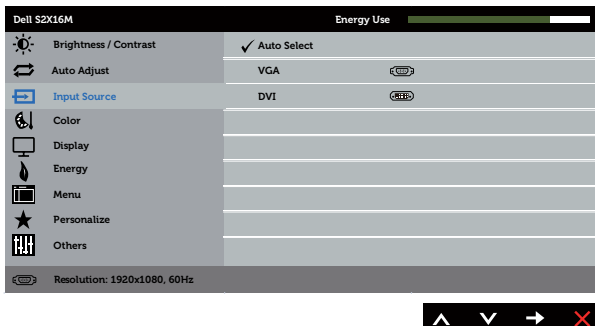 Dell S2X16M Energy Use
Brightness / Contrast
Auto Select
Auto Adjust
VGA
Input Source
DVI
Color
Display
Energy
Menu
Personalize
Others
Resolution: 1920x1080, 60Hz